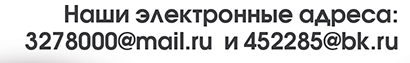 Наши электронные адреса:
3278000@mail.ru и 452285@bk.ru